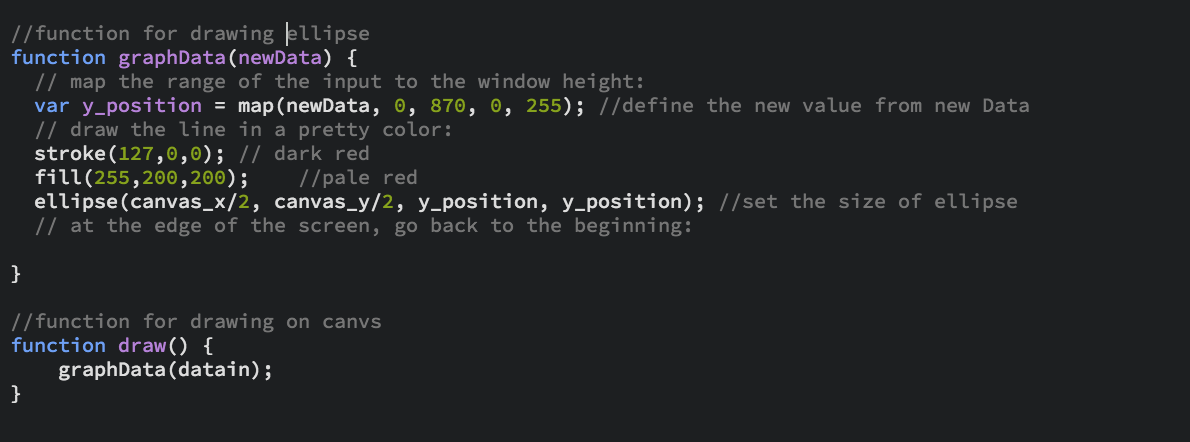 //function for drawing ellipse
function graphData(newData) {
  // map the range of the input to the window height:
  var y_position = map(newData, 0, 870, 0, 255); //define the new value from new Data
  // draw the line in a pretty color:
  stroke(127,0,0); // dark red
  fill(255,200,200);    //pale red
  ellipse(canvas_x/2, canvas_y/2, y_position, y_position); //set the size of ellipse
  // at the edge of the screen, go back to the beginning:
}
//function for drawing on canvs
function draw() {
    graphData(datain);
}